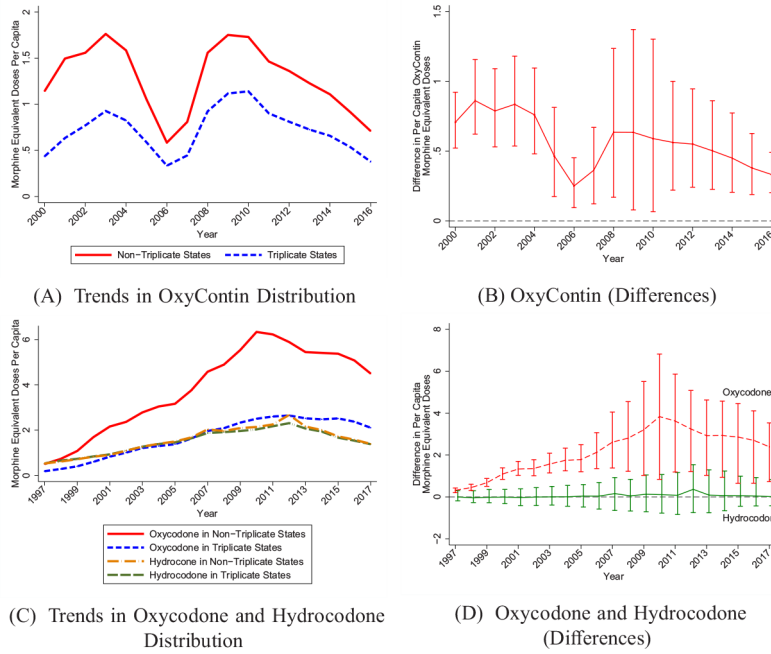 Morphine Equivalent Doses Per Capita
2
1.5
1
.5
0
2000
2002
2004
2006
2008
2010
2012
2014
2016
Year
Non-Triplicate States
Triplicate States
(A) Trends in OxyContin Distribution
Difference in Per Capita OxyContin
Morphine Equivalent Doses
1.5
1
.5
0
2000
2002
2004
2006
2008
2010
2012
2014
2016
Year
(B) OxyContin (Differences)
Morphine Equivalent Doses Per Capita
6
4
2
0
1997
1999
2001
2003
2005
2007
2009
2011
2013
2015
2017
Year
Oxycodone in Non-Triplicate States
Oxycodone in Triplicate States
Hydrocone in Non-Triplicate States
Hydrocodone in Triplicate States
(C) Trends in Oxycodone and Hydrocodone
Distribution
Difference in Per Capita
Morphine Equivalent Doses
8
6
4
2
0
−2
Oxycodone
Hydrocodon
1997
1999
2001
2003
2005
2007
2009
2011
2013
2015
2017
Year
(D) Oxycodone and Hydrocodone
(Differences)